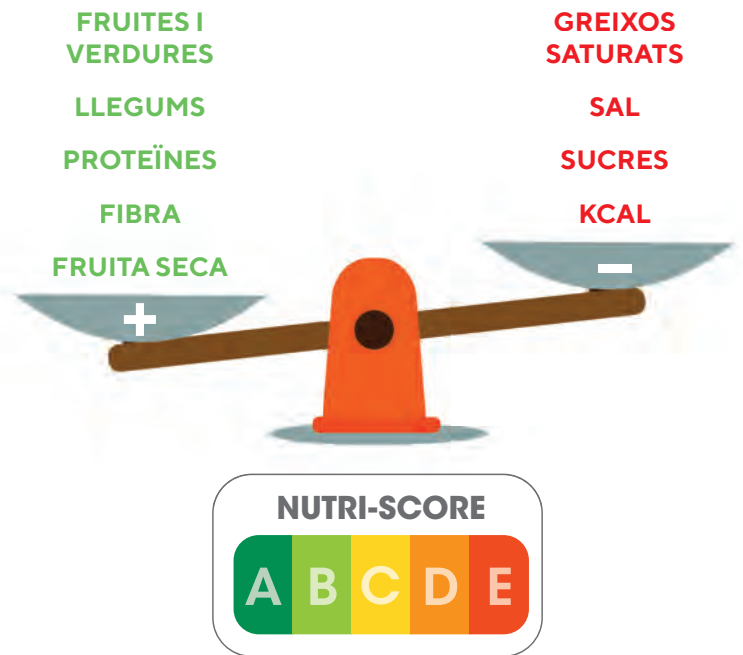 FRUITES I
VERDURES
LLEGUMS
PROTEÏNES
FIBRA
FRUITA SECA
+
GREIXOS
SATURATS
SAL
SUCRES
KCAL
−
NUTRI-SCORE
A B C D E